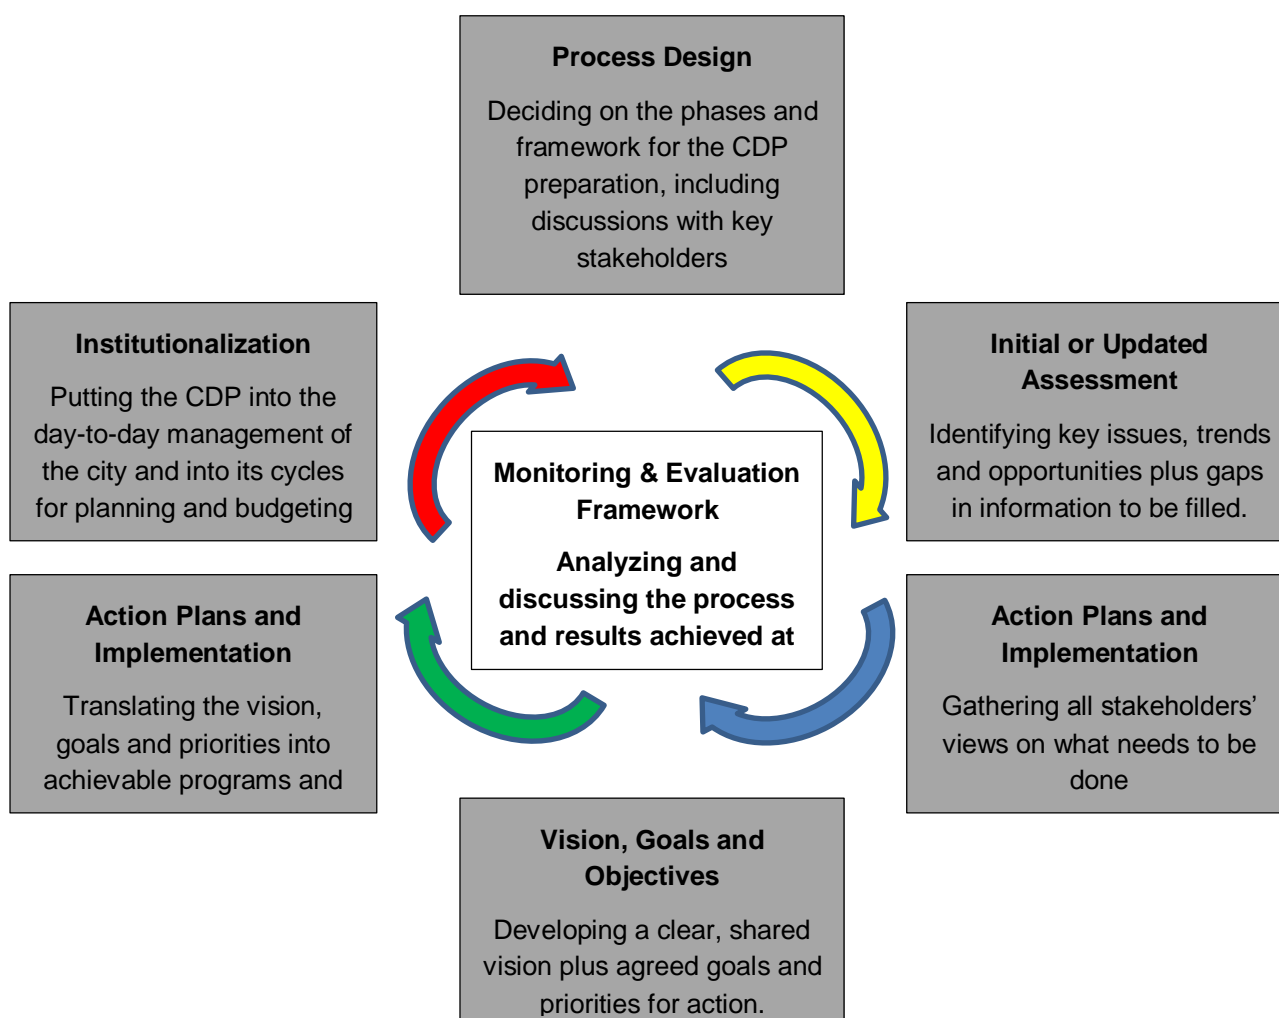 Process Design
Deciding on the phases and
framework for the CDP
preparation, including
discussions with key
stakeholders
Institutionalization
Putting the CDP into the
day-to-day management of
the city and into its cycles
for planning and budgeting
Initial or Updated
Assessment
Identifying key issues, trends
and opportunities plus gaps
in information to be filled.
Monitoring & Evaluation
Framework
Analyzing and
discussing the process
and results achieved at
Action Plans and
Implementation
Translating the vision,
goals and priorities into
achievable programs and
Action Plans and
Implementation
Gathering all stakeholders’
views on what needs to be
done
Vision, Goals and
Objectives
Developing a clear, shared
vision plus agreed goals and
priorities for action.